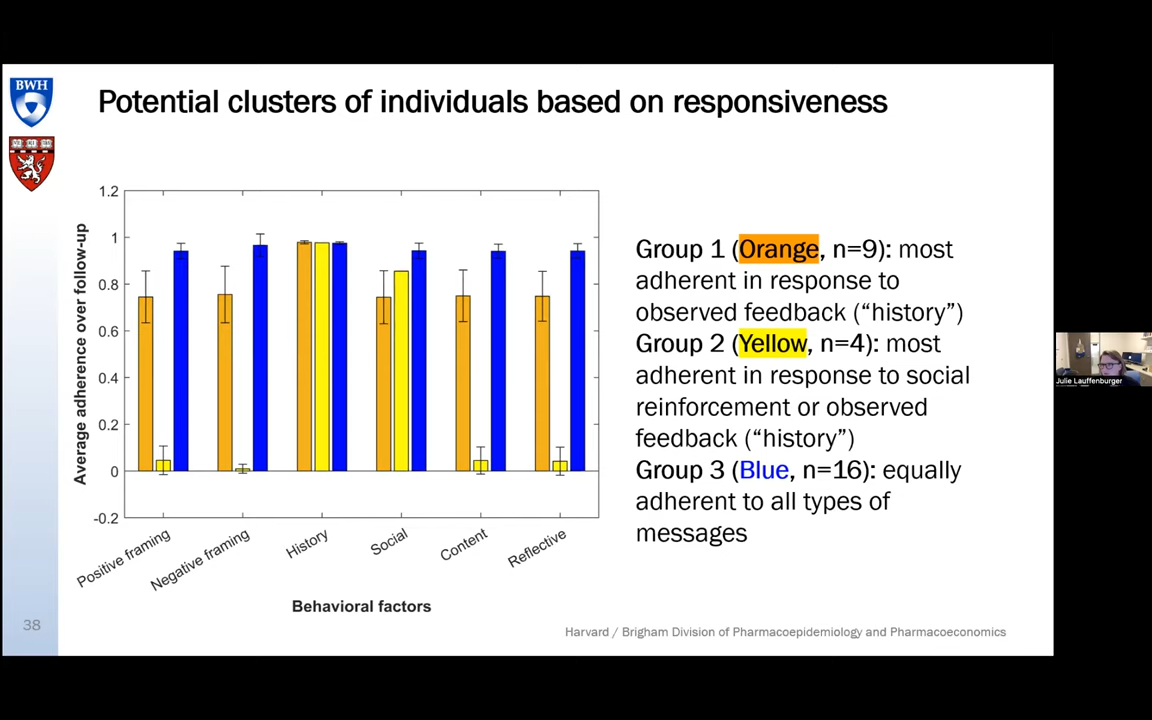 BWH
Potential clusters of individuals based on responsiveness
1.2
1
0.8
0.6
0.4
0.2
0
-0.2
Average adherence over follow-up
Positive framing
Negative framing
History
Social
Content
Reflective
Behavioral factors
Group 1 (Orange, n=9): most
adherent in response to
observed feedback (“history”)
Group 2 (Yellow, n=4): most
adherent in response to social
reinforcement or observed
feedback (“history”)
Group 3 (Blue, n=16): equally
adherent to all types of
messages
Julie Lauffenburger
38
Harvard / Brigham Division of Pharmacoepidemiology and Pharmacoeconomics